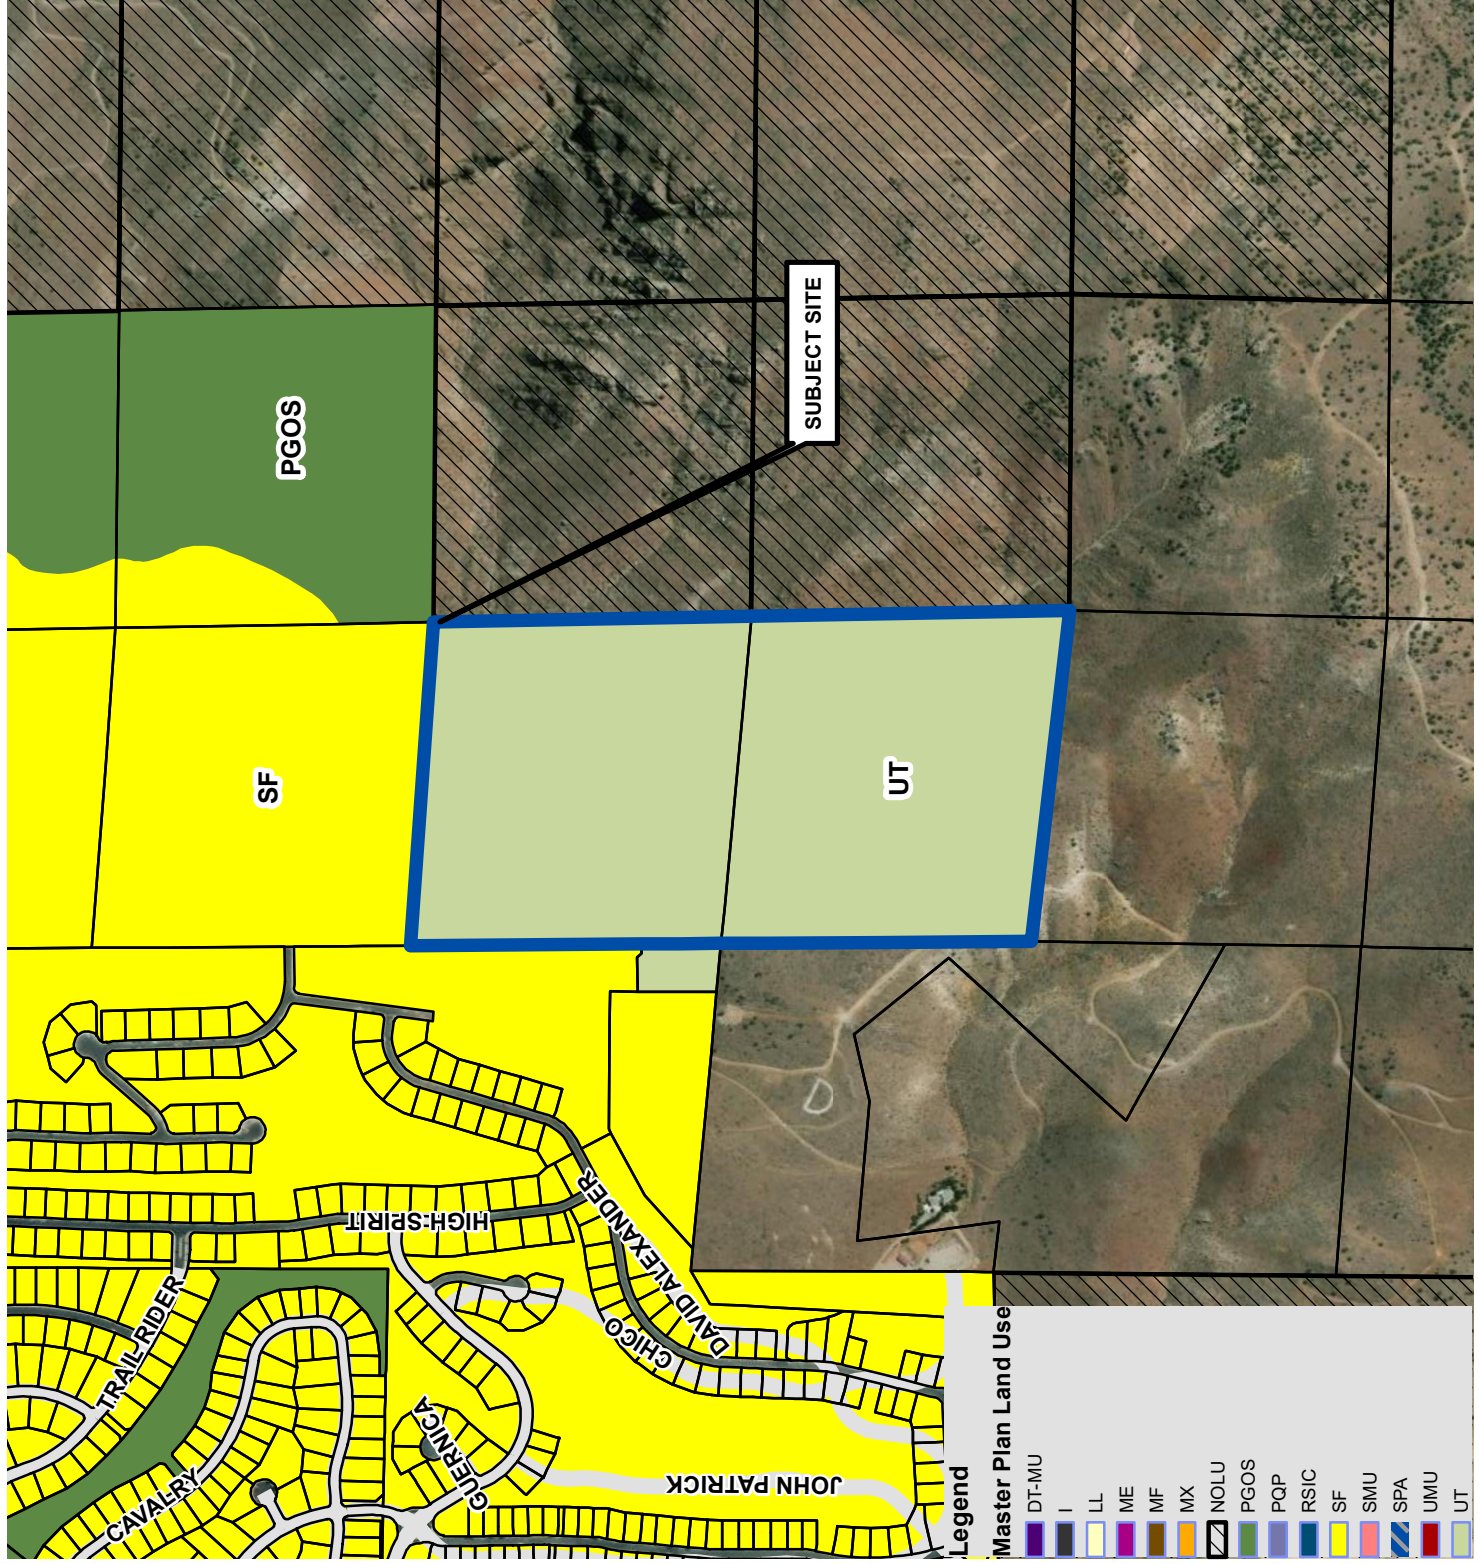 PGOS
SUBJECT SITE
SF
UT
HIGH SPIRIT
DAVID ALEXANDER
TRAIL RIDER
CHICO
GUERNICA
CAVALRY
JOHN PATRICK
Legend
Master Plan Land Use
DT-MU
I
LL
ME
MF
MX
NOLU
PGOS
PQP
RSIC
SF
SMU
SPA
UMU
UT